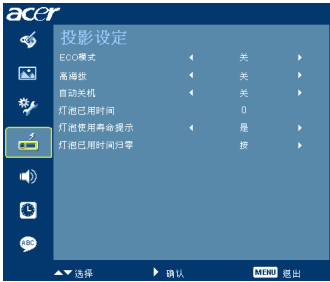 acer
投影设定
ECO模式 关
高海拔 关
自动关机 关
灯泡已用时间 0
灯泡使用寿命提示 是
灯泡已用时间归零 按
ABC
选择 确认 MENU 退出